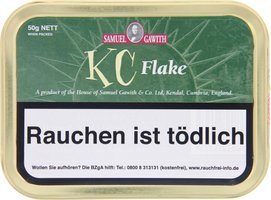 50g NETT
WHEN PACKED
SAMUEL GAWITH
KC Flake
A product of the House of Samuel Gawith & Co. Ltd, Kendal, Cumbria, England.
Rauchen ist tödlich
Wollen Sie aufhören? Die BZgA hilft: Tel.: 0800 8 313131 (kostenfrei), www.rauchfrei-info.de